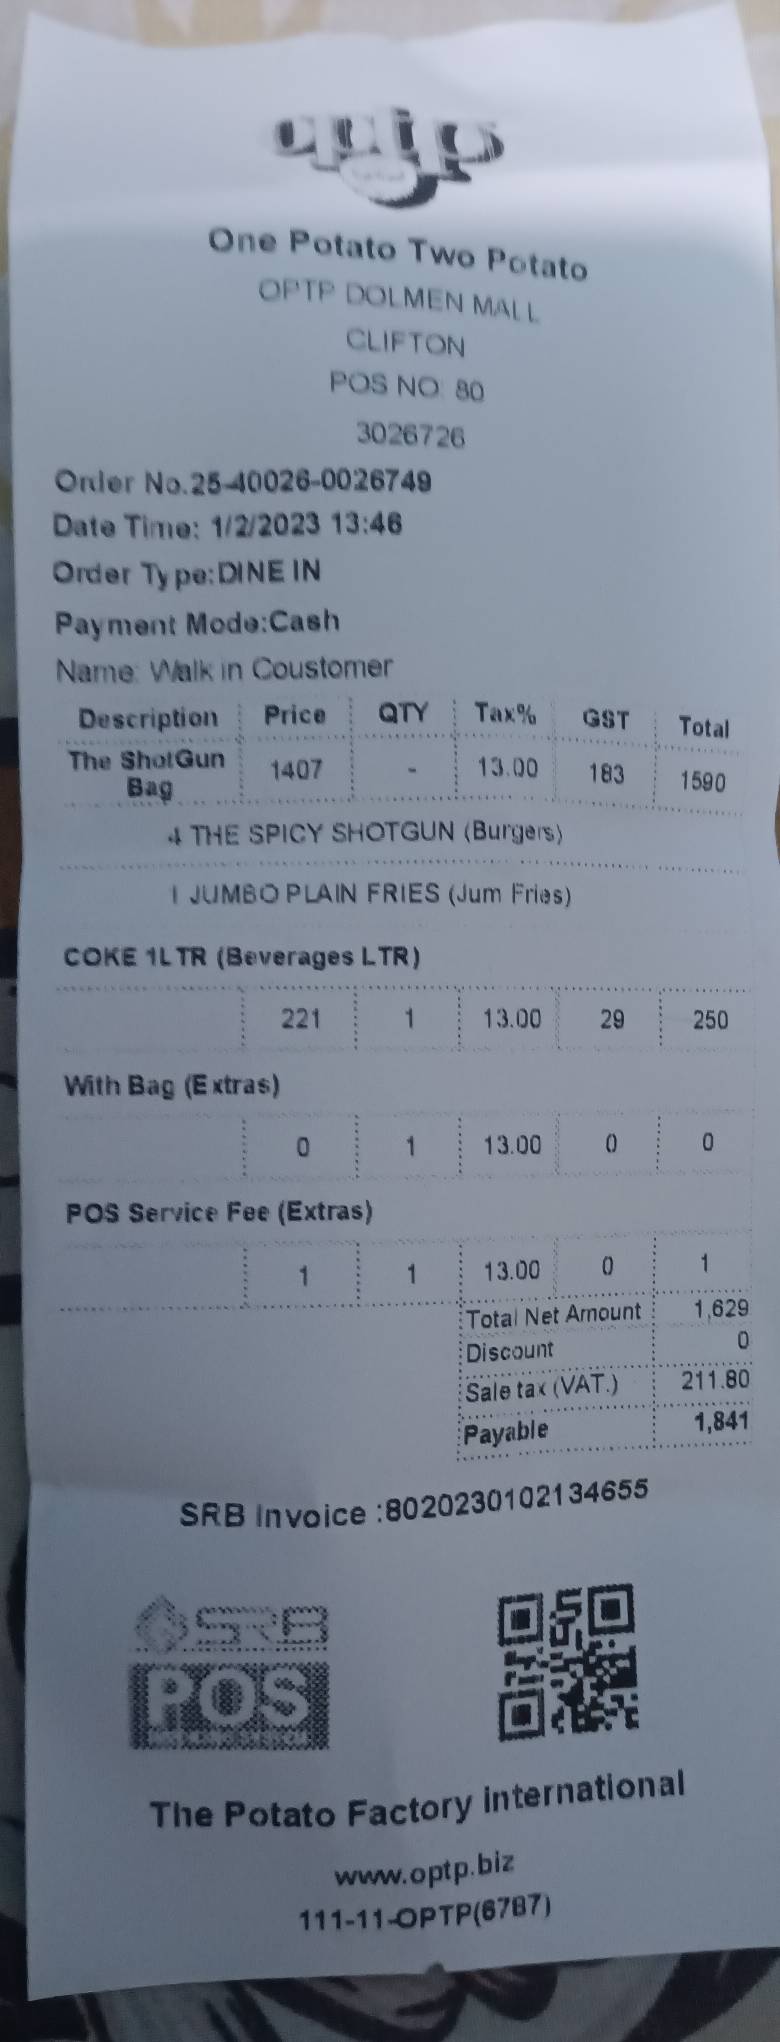 optp
One Potato Two Potato
OPTP DOLMEN MALL
CLIFTON
POS NO: 80
3026726
Order No.25-40026-0026749
Date Time: 1/2/2023 13:46
Order Type:DINE IN
Payment Mode:Cash
Name: Walk in Coustomer
Description Price QTY Tax% GST Total
The ShotGun Bag 1407 - 13.00 183 1590
4 THE SPICY SHOTGUN (Burgers)
1 JUMBO PLAIN FRIES (Jum Fries)
COKE 1LTR (Beverages LTR)
221 1 13.00 29 250
With Bag (Extras)
0 1 13.00 0 0
POS Service Fee (Extras)
1 1 13.00 0 1
Total Net Amount 1,629
Discount 0
Sale tax (VAT.) 211.80
Payable 1,841
SRB Invoice :8020230102134655
SRB
POS
The Potato Factory international
www.optp.biz
111-11-OPTP(6787)